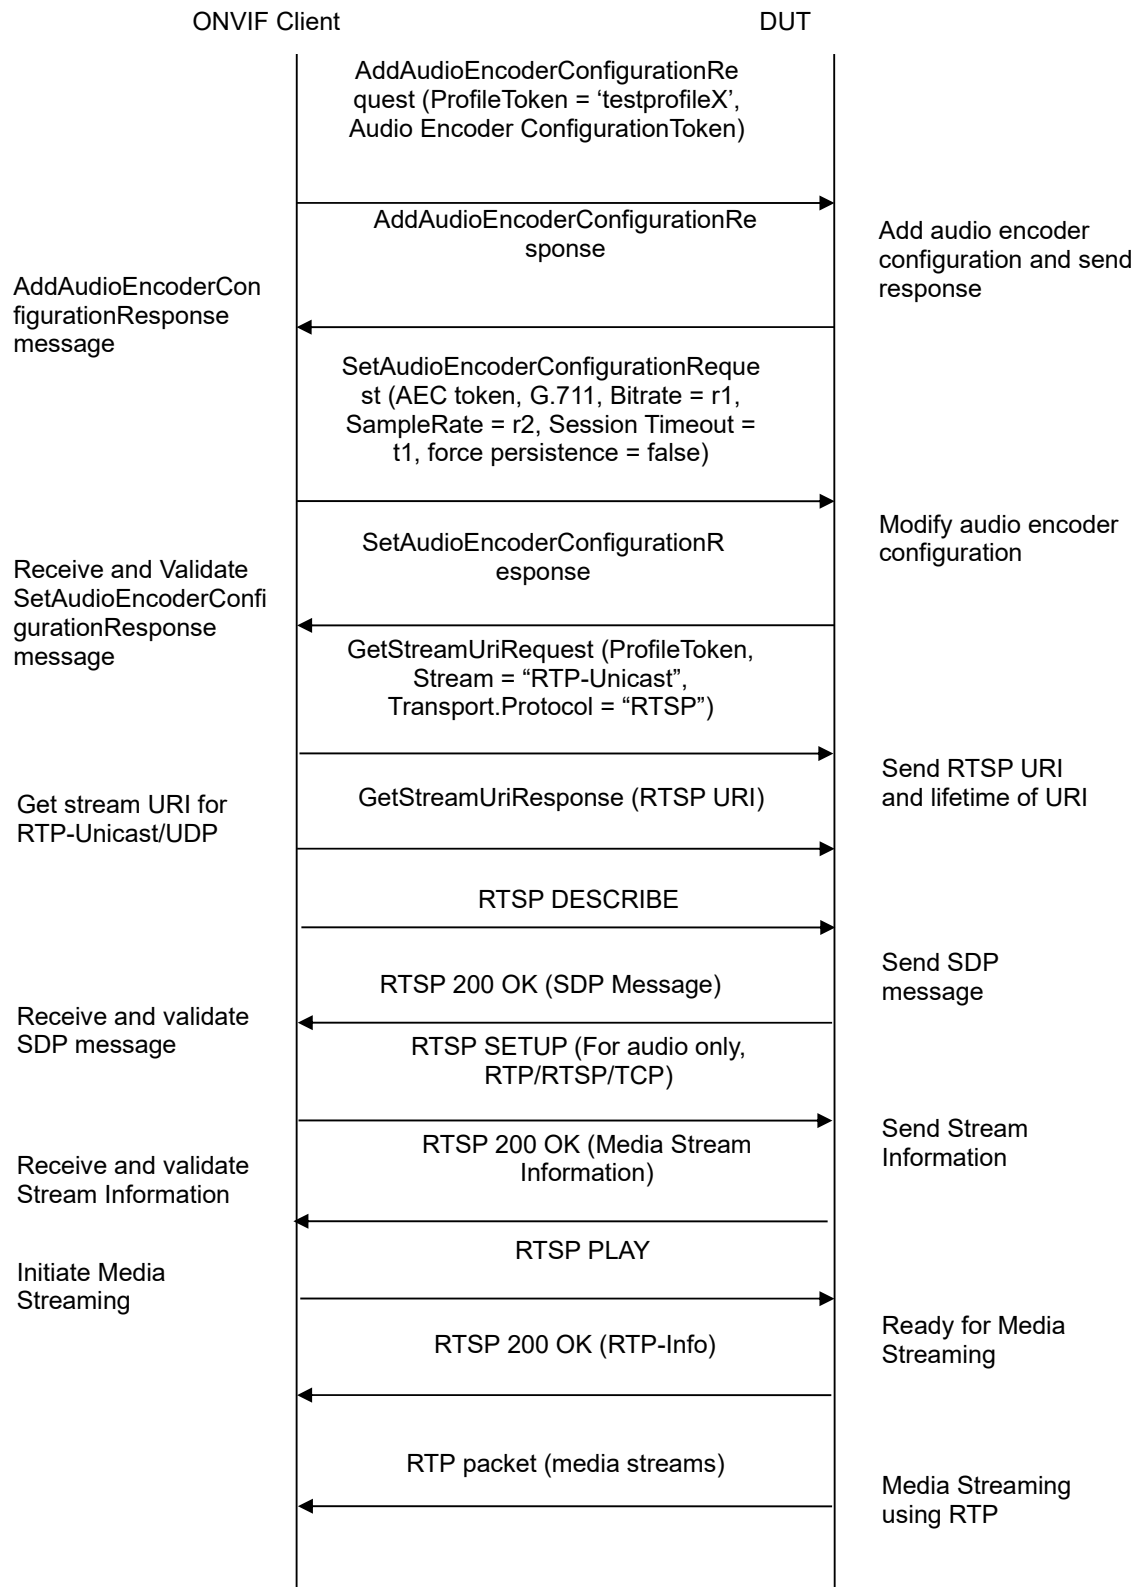 ONVIF Client
DUT
AddAudioEncoderConfigurationRe
quest (ProfileToken = ‘testprofileX’,
Audio Encoder ConfigurationToken)
AddAudioEncoderConfigurationRe
sponse
Add audio encoder
configuration and send
response
AddAudioEncoderCon
figurationResponse
message
SetAudioEncoderConfigurationReque
st (AEC token, G.711, Bitrate = r1,
SampleRate = r2, Session Timeout =
t1, force persistence = false)
Modify audio encoder
configuration
SetAudioEncoderConfigurationR
esponse
Receive and Validate
SetAudioEncoderConfi
gurationResponse
message
GetStreamUriRequest (ProfileToken,
Stream = “RTP-Unicast”,
Transport.Protocol = “RTSP”)
Send RTSP URI
and lifetime of URI
Get stream URI for
RTP-Unicast/UDP
GetStreamUriResponse (RTSP URI)
RTSP DESCRIBE
Send SDP
message
RTSP 200 OK (SDP Message)
Receive and validate
SDP message
RTSP SETUP (For audio only,
RTP/RTSP/TCP)
Send Stream
Information
RTSP 200 OK (Media Stream
Information)
Receive and validate
Stream Information
RTSP PLAY
Initiate Media
Streaming
Ready for Media
Streaming
RTSP 200 OK (RTP-Info)
RTP packet (media streams)
Media Streaming
using RTP